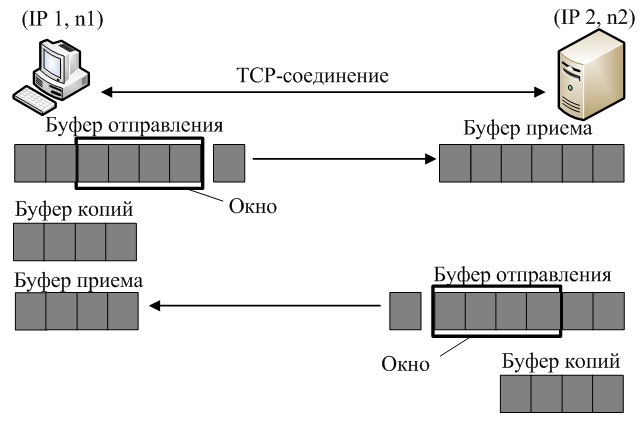 (IP 1, n1)
(IP 2, n2)
TCP-соединение
Буфер отправления
Буфер приема
Окно
Буфер копий
Буфер приема
Буфер отправления
Окно
Буфер копий